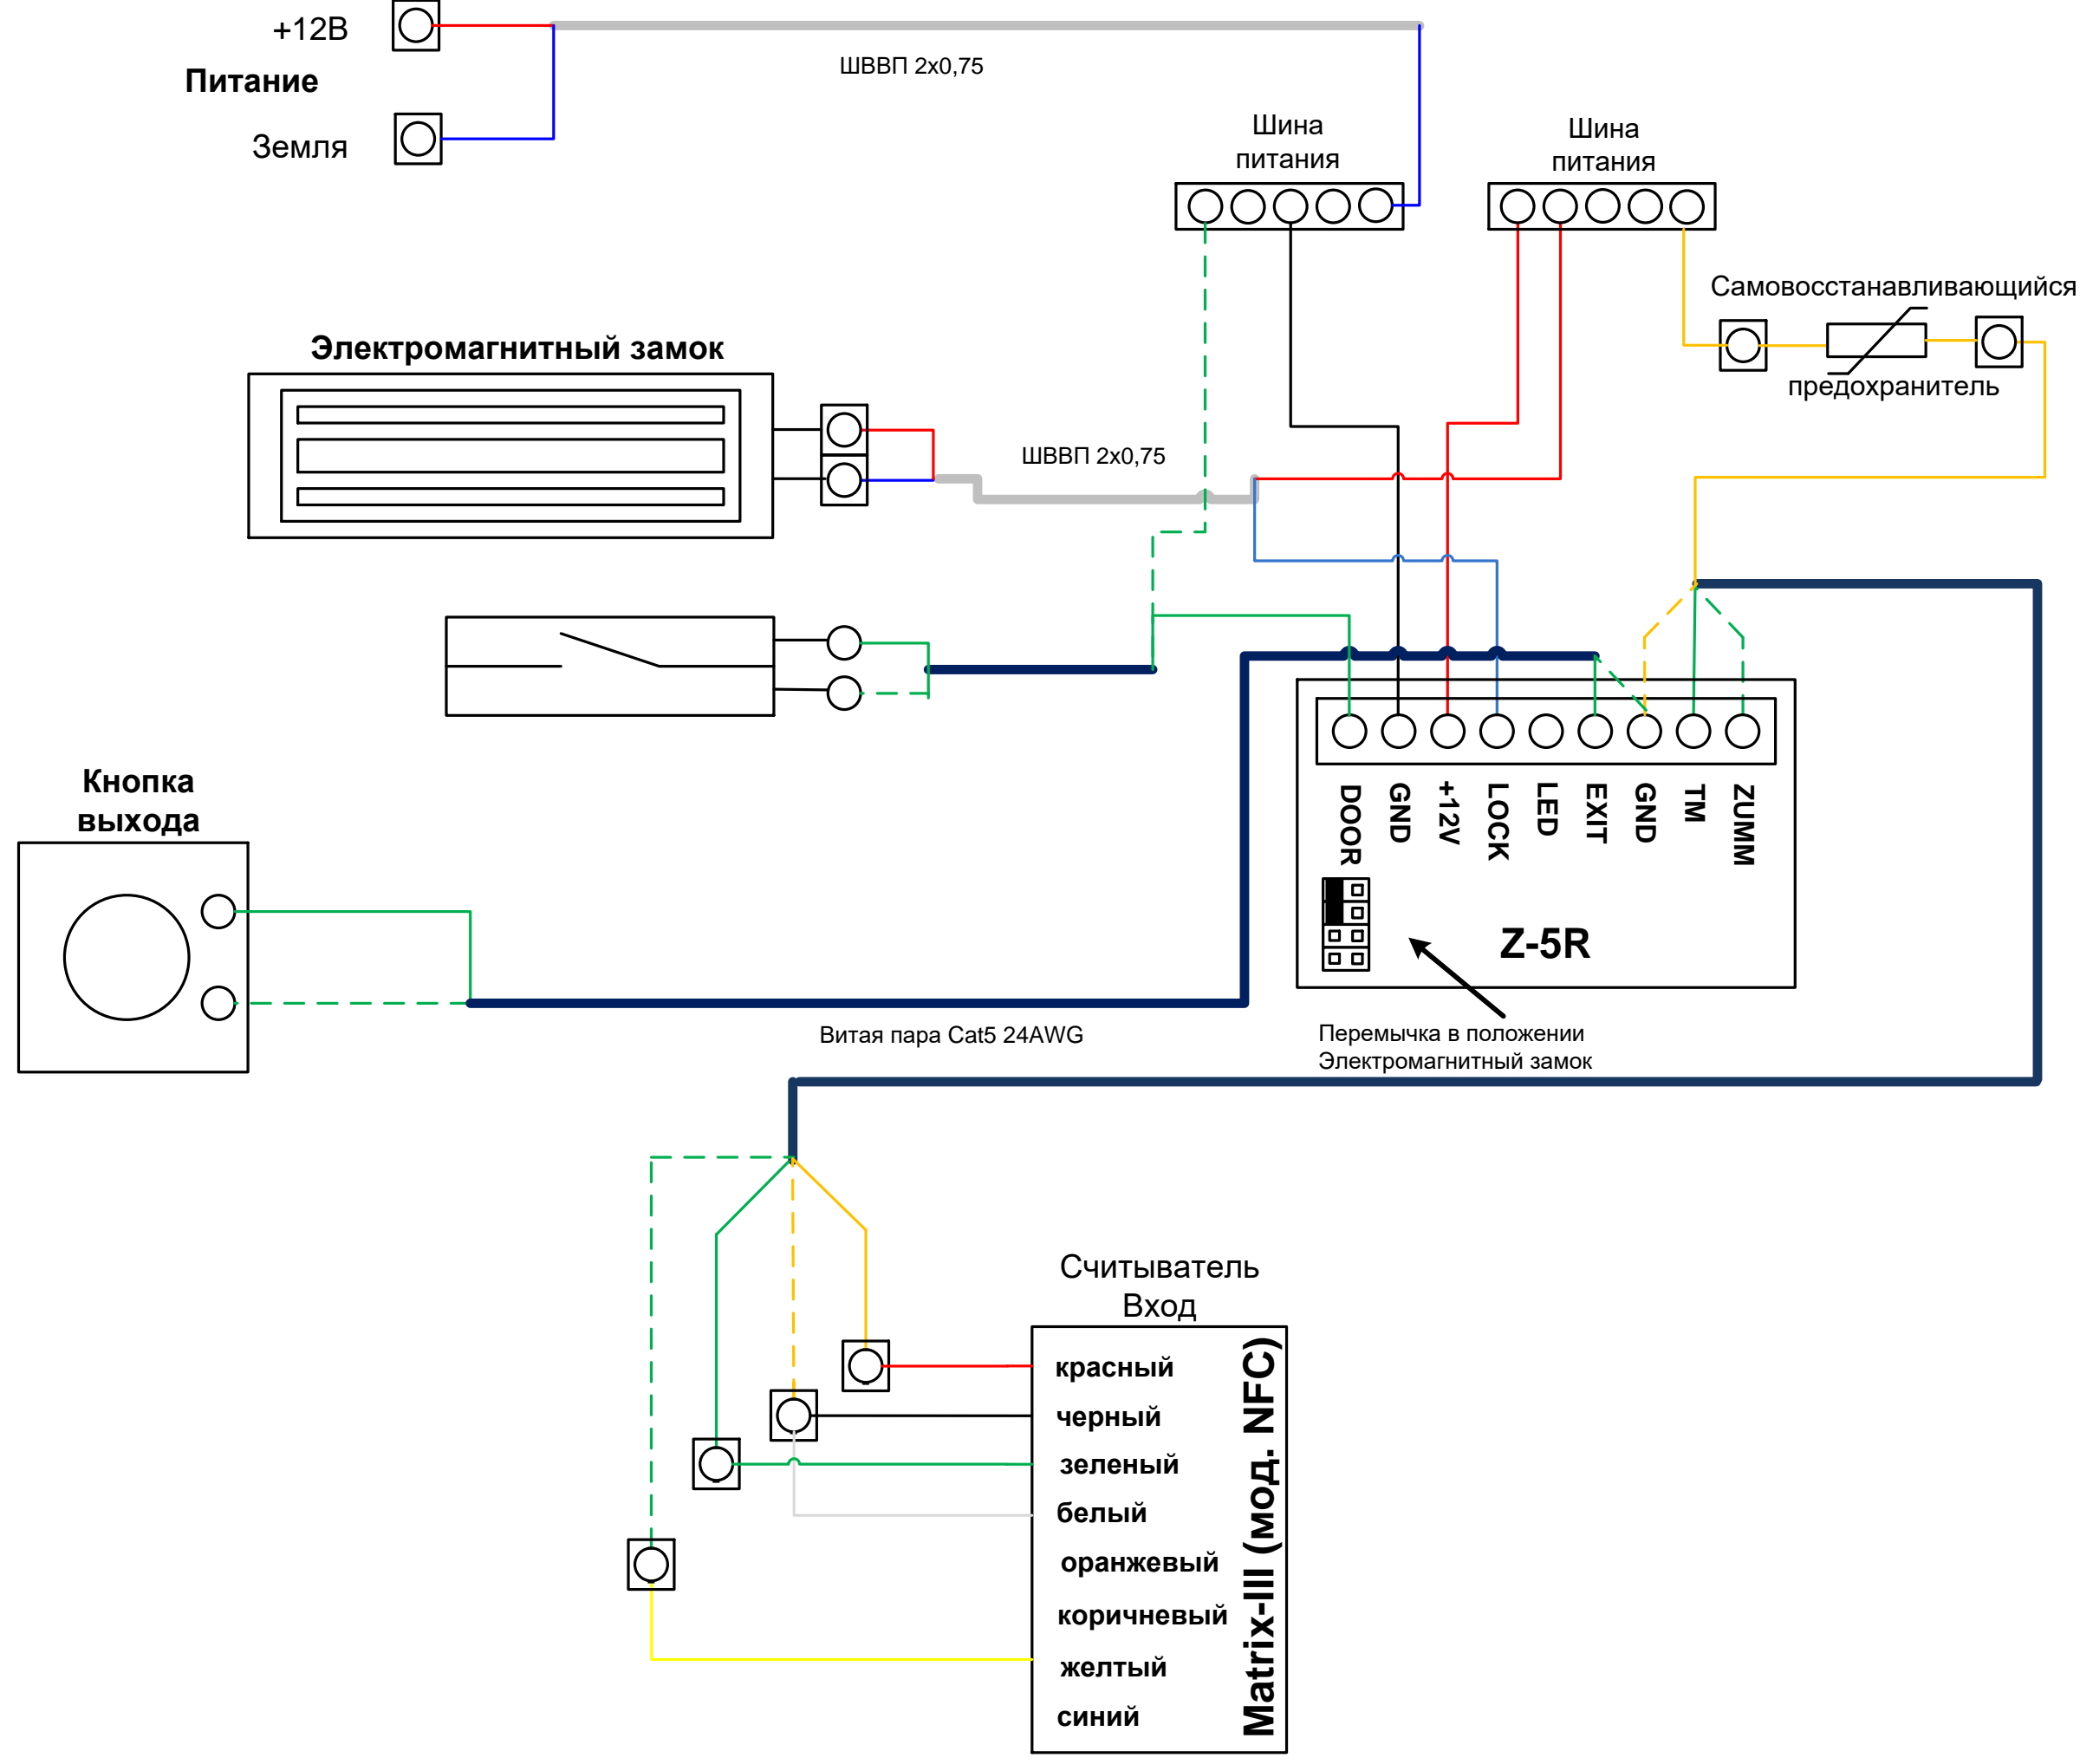 +12В
Питание
Земля
ШВВП 2x0,75
Шина
питания
Шина
питания
Самовосстанавливающийся
предохранитель
Электромагнитный замок
ШВВП 2x0,75
Кнопка
выхода
DOOR
GND
+12V
LOCK
LED
EXIT
GND
TM
ZUMM
Z-5R
Перемычка в положении
Электромагнитный замок
Витая пара Cat5 24AWG
Считыватель
Вход
красный
черный
зеленый
белый
оранжевый
коричневый
желтый
синий
Matrix-III (мод. NFC)